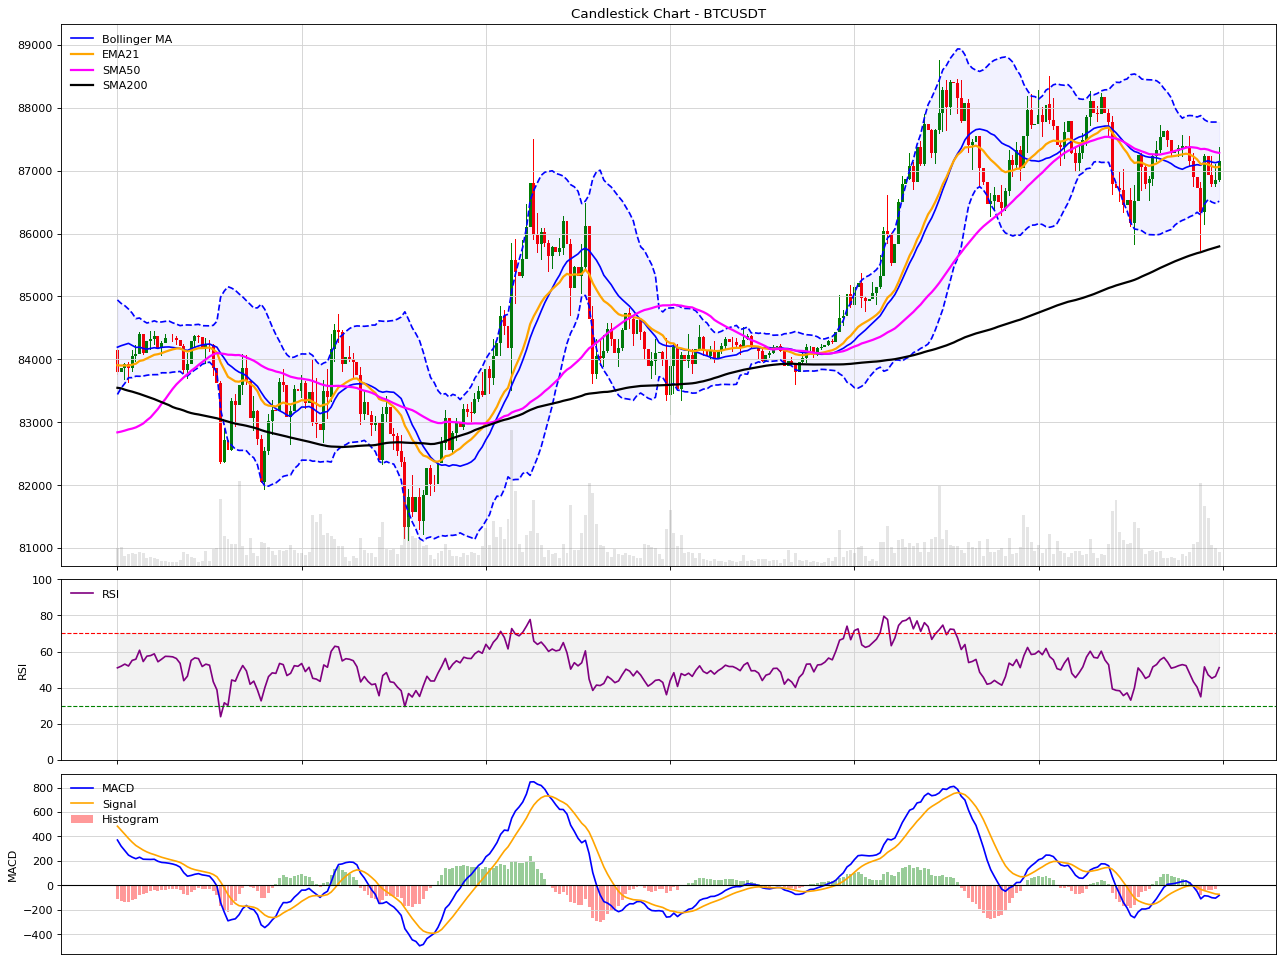 Candlestick Chart - BTCUSDT
Bollinger MA
EMA21
SMA50
SMA200
89000
88000
87000
86000
85000
84000
83000
82000
81000
RSI
RSI
100
80
60
40
20
0
MACD
Signal
Histogram
MACD
800
600
400
200
0
−200
−400